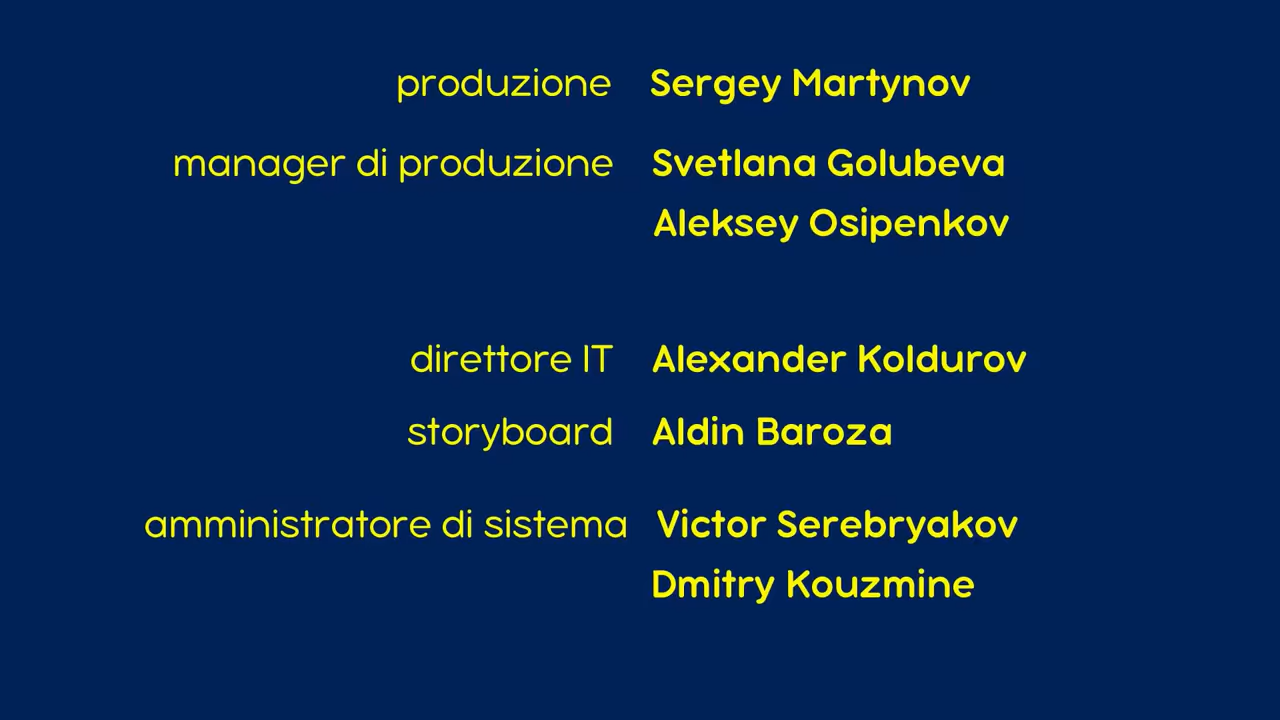 produzione Sergey Martynov
manager di produzione Svetlana Golubeva
Aleksey Osipenkov
direttore IT Alexander Koldurov
storyboard Aldin Baroza
amministratore di sistema Victor Serebryakov
Dmitry Kouzmine